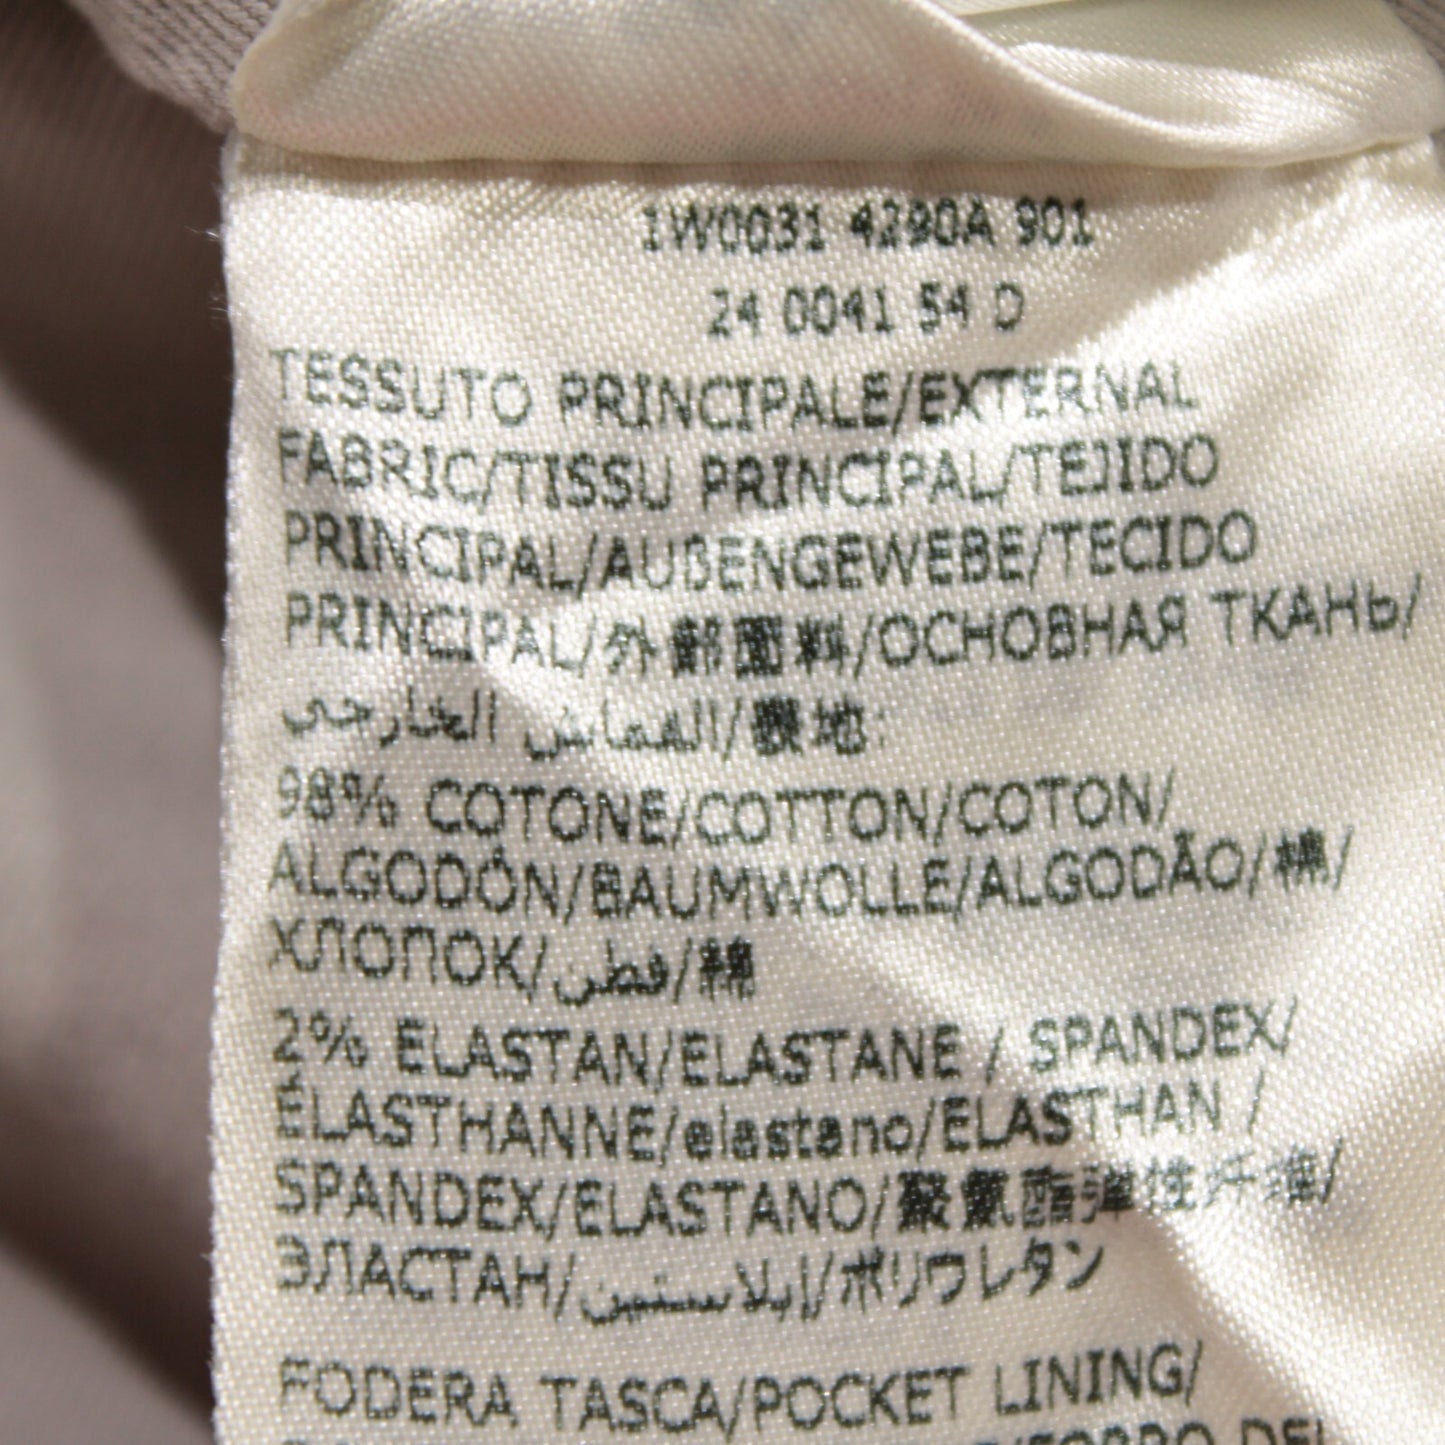 1W0031 4290A 901
24 0041 54 D
TESSUTO PRINCIPALE/EXTERNAL
FABRIC/TISSU PRINCIPAL/TEJIDO
PRINCIPAL/AUßENGEWEBE/TECIDO
PRINCIPAL/外部面料/ОСНОВНАЯ ТКАНЬ/
القماش الخارجي/表地:
98% COTONE/COTTON/COTON/
ALGODÓN/BAUMWOLLE/ALGODÃO/棉/
ХЛОПОК/قطن/綿
2% ELASTAN/ELASTANE / SPANDEX/
ÉLASTHANNE/elastano/ELASTHAN /
SPANDEX/ELASTANO/聚氨酯弹性纤维/
ЭЛАСТАН/إيلاستين/ポリウレタン
FODERA TASCA/POCKET LINING/